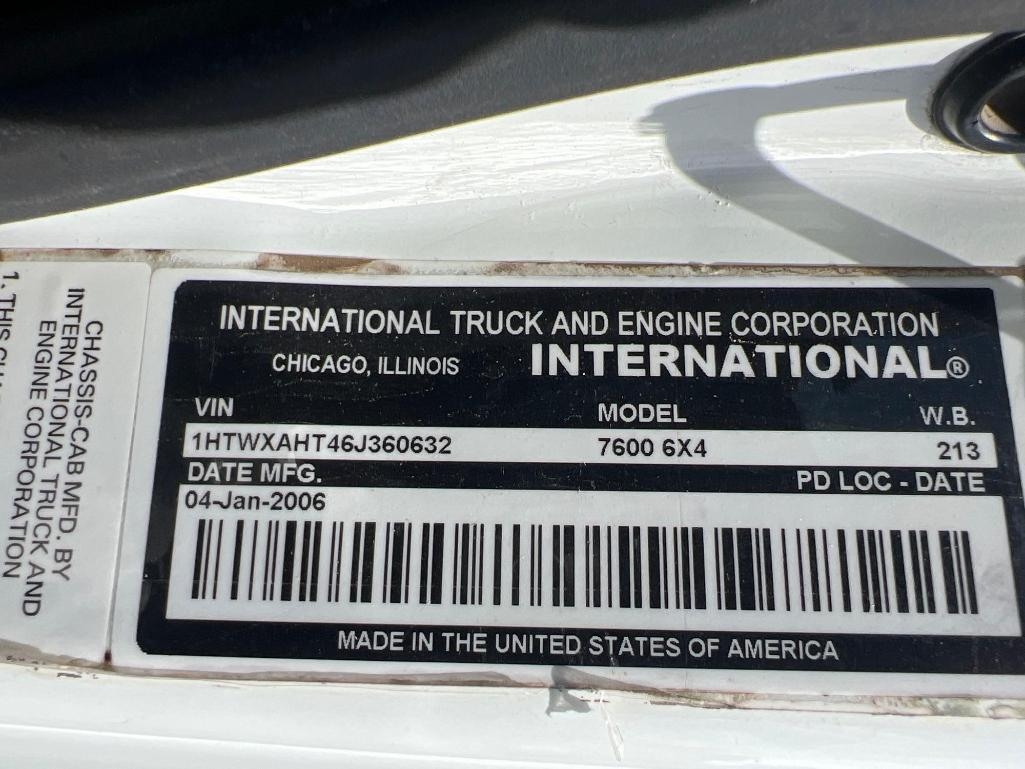 INTERNATIONAL TRUCK AND ENGINE CORPORATION
CHICAGO, ILLINOIS INTERNATIONAL®
VIN MODEL W.B.
1HTWXAHT46J360632 7600 6X4 213
DATE MFG. PD LOC - DATE
04-Jan-2006
MADE IN THE UNITED STATES OF AMERICA
CHASSIS-CAB MFD. BY
INTERNATIONAL TRUCK AND
ENGINE CORPORATION
1. THIS